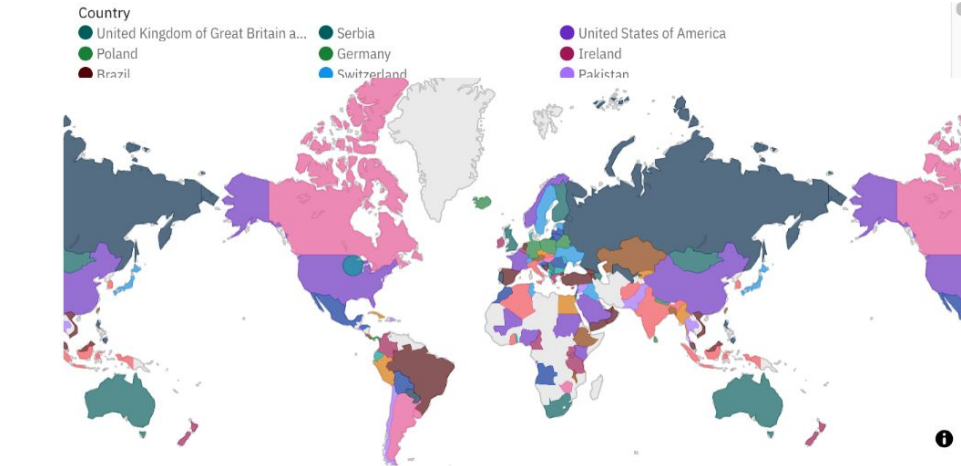 Country
United Kingdom of Great Britain a... Serbia United States of America
Poland Germany Ireland
Brazil Switzerland Pakistan